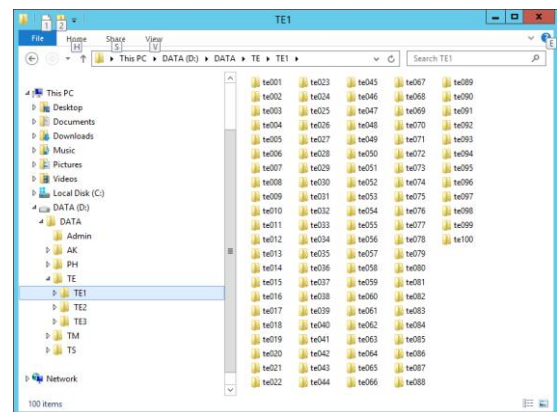 TE1
1 2
File Home Share View
H S V E
This PC ▸ DATA (D:) ▸ DATA ▸ TE ▸ TE1 ▸ Search TE1
This PC
Desktop
Documents
Downloads
Music
Pictures
Videos
Local Disk (C:)
DATA (D:)
DATA
Admin
AK
PH
TE
TE1
TE2
TE3
TM
TS
Network
te001 te023 te045 te067 te089
te002 te024 te046 te068 te090
te003 te025 te047 te069 te091
te004 te026 te048 te070 te092
te005 te027 te049 te071 te093
te006 te028 te050 te072 te094
te007 te029 te051 te073 te095
te008 te030 te052 te074 te096
te009 te031 te053 te075 te097
te010 te032 te054 te076 te098
te011 te033 te055 te077 te099
te012 te034 te056 te078 te100
te013 te035 te057 te079
te014 te036 te058 te080
te015 te037 te059 te081
te016 te038 te060 te082
te017 te039 te061 te083
te018 te040 te062 te084
te019 te041 te063 te085
te020 te042 te064 te086
te021 te043 te065 te087
te022 te044 te066 te088
100 items